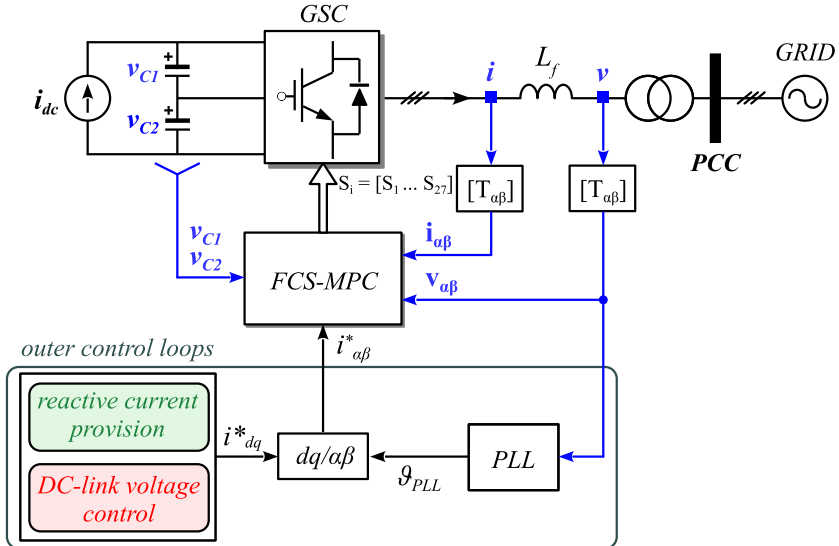 GSC
GRID
i_dc
v_C1
v_C2
i
L_f
v
PCC
S_i = [S_1 ... S_27]
[T_αβ]
[T_αβ]
v_C1
v_C2
i_αβ
v_αβ
FCS-MPC
outer control loops
i*_αβ
reactive current
provision
i*_dq
dq/αβ
ϑ_PLL
PLL
DC-link voltage
control